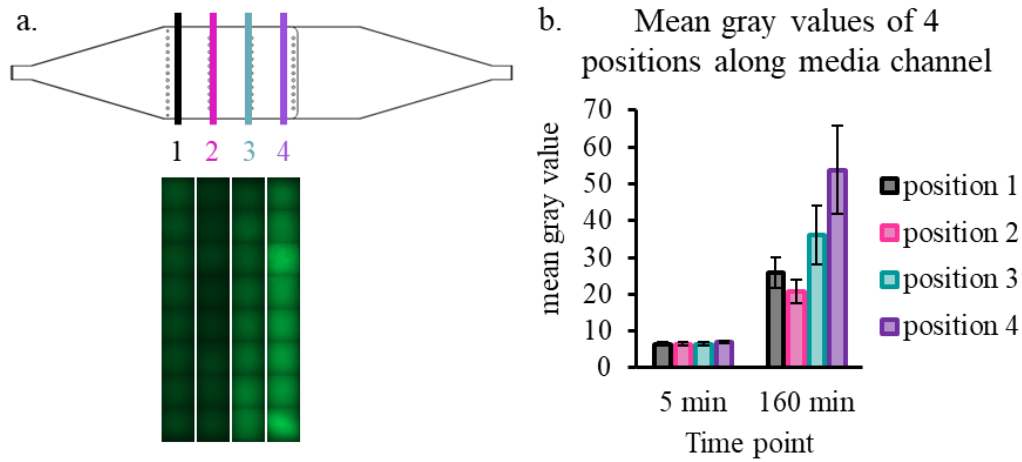 a.
1 2 3 4
b.
Mean gray values of 4
positions along media channel
mean gray value
70
60
50
40
30
20
10
0
5 min 160 min
Time point
position 1
position 2
position 3
position 4